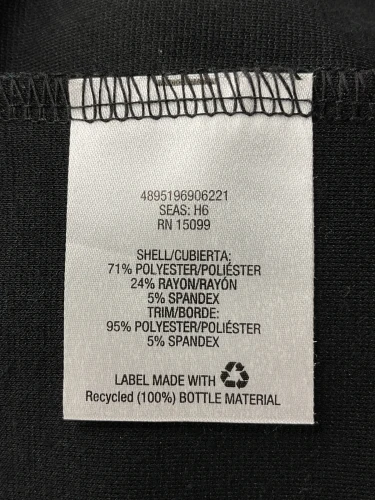 4895196906221
SEAS: H6
RN 15099
SHELL/CUBIERTA:
71% POLYESTER/POLIÉSTER
24% RAYON/RAYÓN
5% SPANDEX
TRIM/BORDE:
95% POLYESTER/POLIÉSTER
5% SPANDEX
LABEL MADE WITH
Recycled (100%) BOTTLE MATERIAL